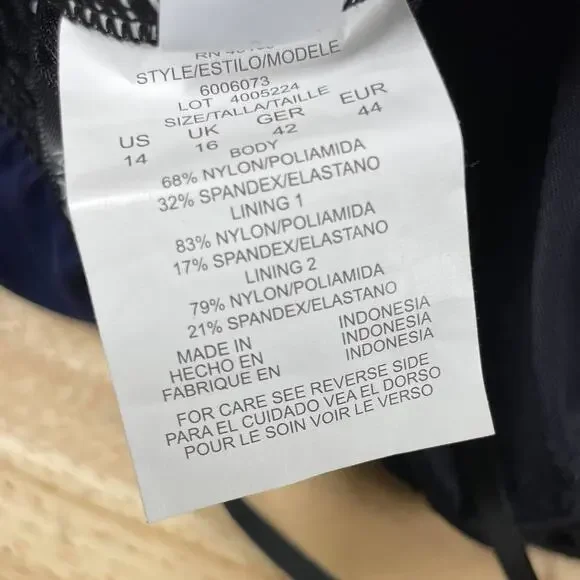 RN
STYLE/ESTILO/MODELE
6006073
LOT 4005224
SIZE/TALLA/TAILLE
US UK GER EUR
14 16 42 44
BODY
68% NYLON/POLIAMIDA
32% SPANDEX/ELASTANO
LINING 1
83% NYLON/POLIAMIDA
17% SPANDEX/ELASTANO
LINING 2
79% NYLON/POLIAMIDA
21% SPANDEX/ELASTANO
MADE IN INDONESIA
HECHO EN INDONESIA
FABRIQUE EN INDONESIA
FOR CARE SEE REVERSE SIDE
PARA EL CUIDADO VEA EL DORSO
POUR LE SOIN VOIR LE VERSO